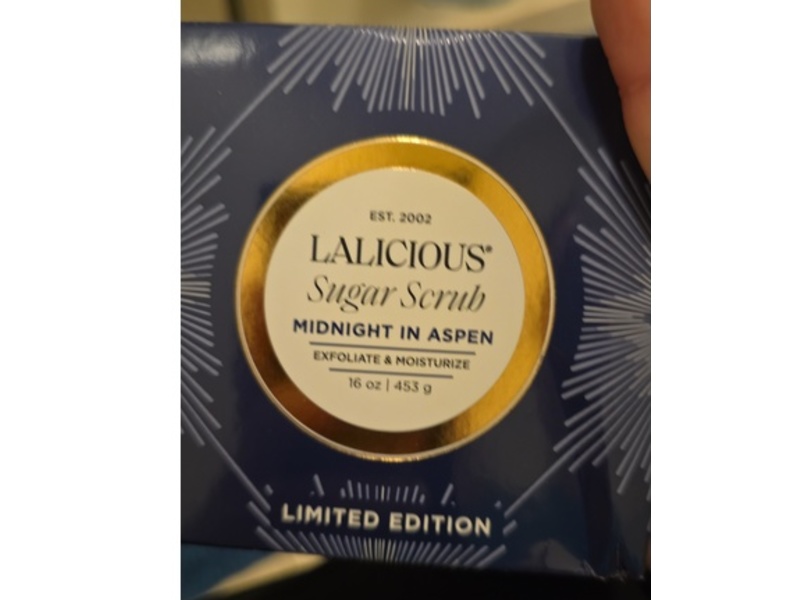 EST. 2002
LALICIOUS®
Sugar Scrub
MIDNIGHT IN ASPEN
EXFOLIATE & MOISTURIZE
16 oz | 453 g
LIMITED EDITION